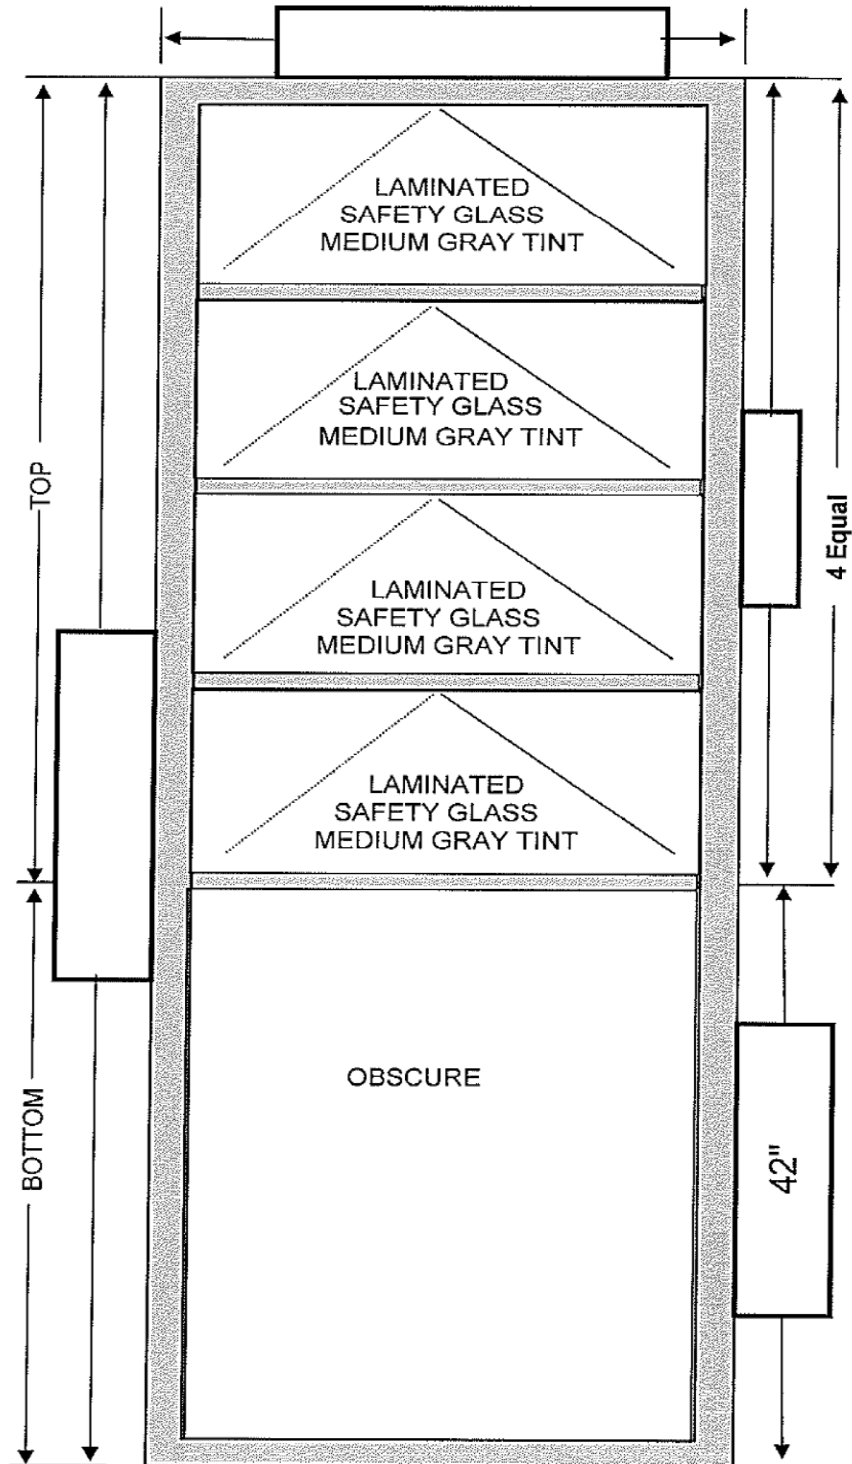 LAMINATED
SAFETY GLASS
MEDIUM GRAY TINT
LAMINATED
SAFETY GLASS
MEDIUM GRAY TINT
TOP
4 Equal
LAMINATED
SAFETY GLASS
MEDIUM GRAY TINT
LAMINATED
SAFETY GLASS
MEDIUM GRAY TINT
OBSCURE
BOTTOM
42"